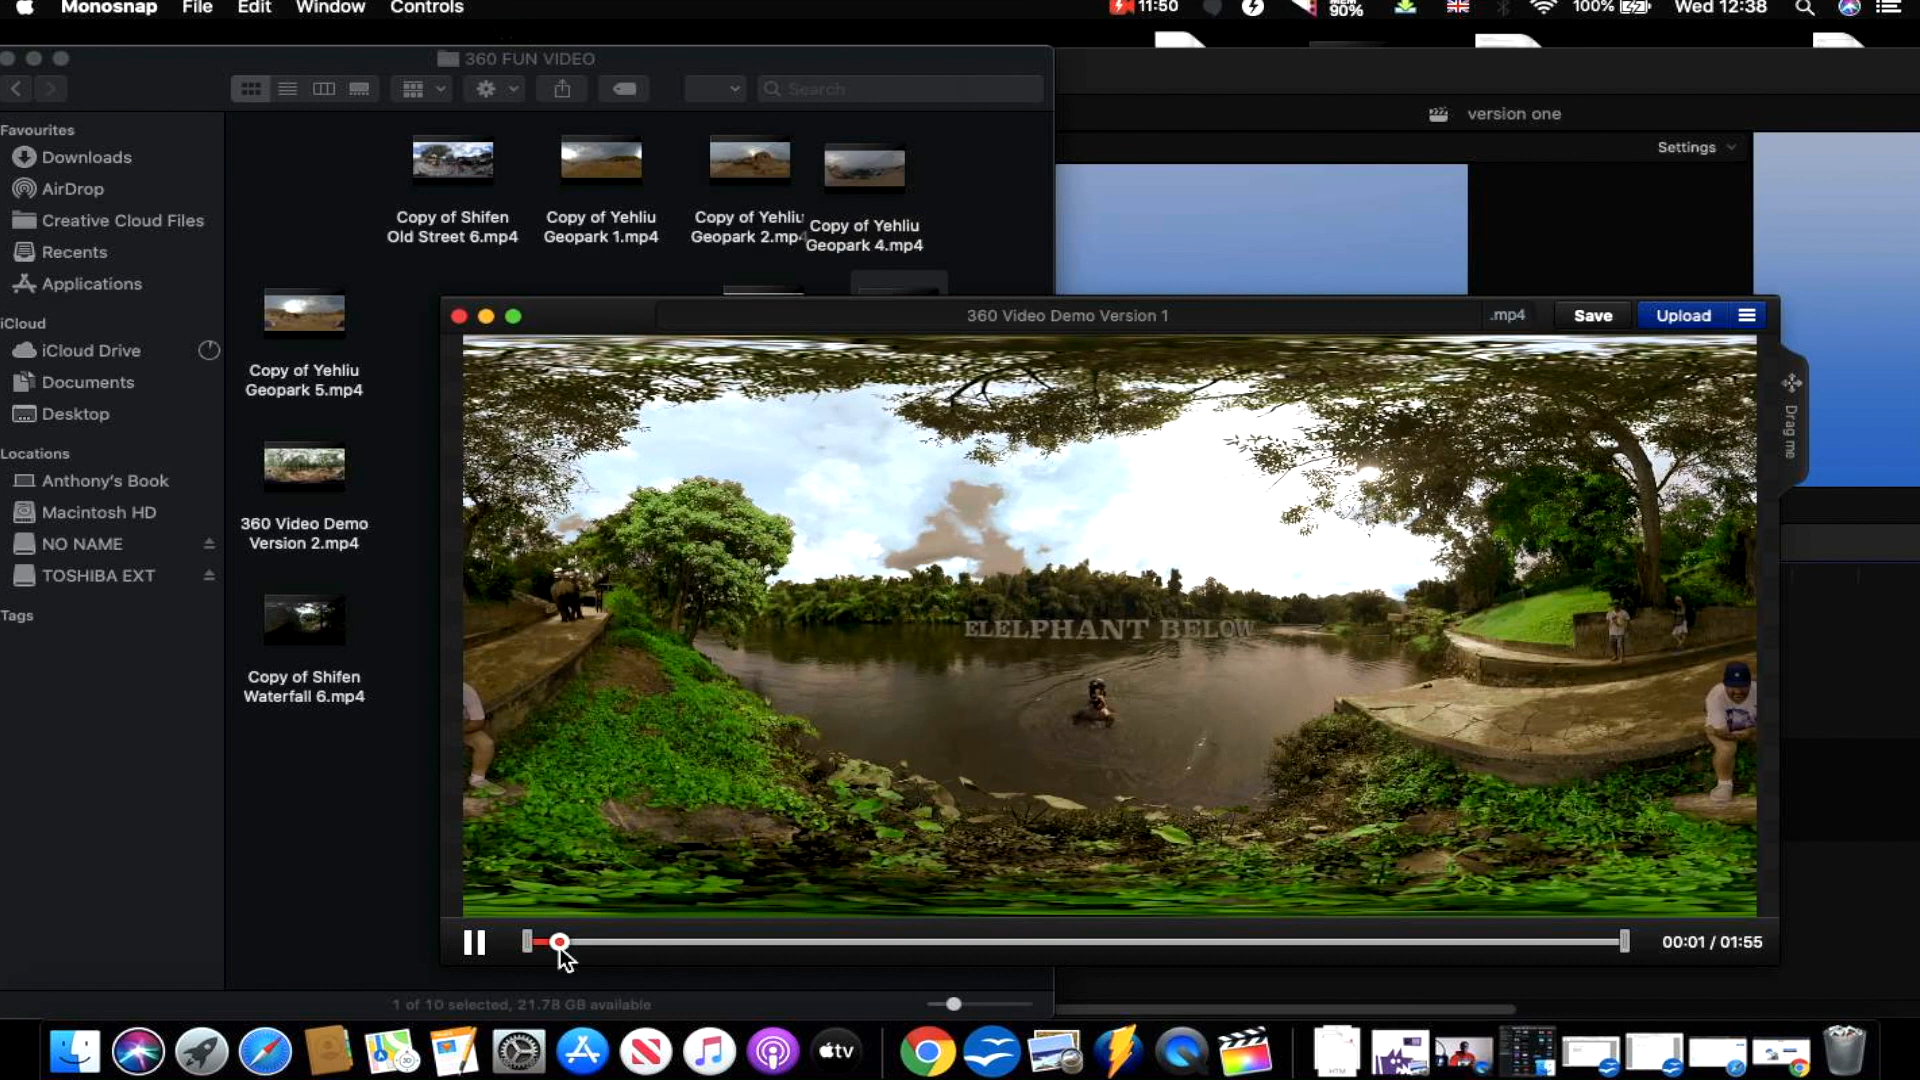 Monosnap File Edit Window Controls
11:50 MEM 90% 100% Wed 12:38
360 FUN VIDEO
Search
version one
Settings
Favourites
Downloads
AirDrop
Creative Cloud Files
Recents
Applications
iCloud
iCloud Drive
Documents
Desktop
Locations
Anthony's Book
Macintosh HD
NO NAME
TOSHIBA EXT
Tags
Copy of Shifen
Old Street 6.mp4
Copy of Yehliu
Geopark 1.mp4
Copy of Yehliu
Geopark 2.mp4
Copy of Yehliu
Geopark 4.mp4
Copy of Yehliu
Geopark 5.mp4
360 Video Demo
Version 2.mp4
Copy of Shifen
Waterfall 6.mp4
360 Video Demo Version 1
.mp4 Save Upload
Drag me
ELELPHANT BELOW
00:01 / 01:55
1 of 10 selected, 21.78 GB available
tv
HTM